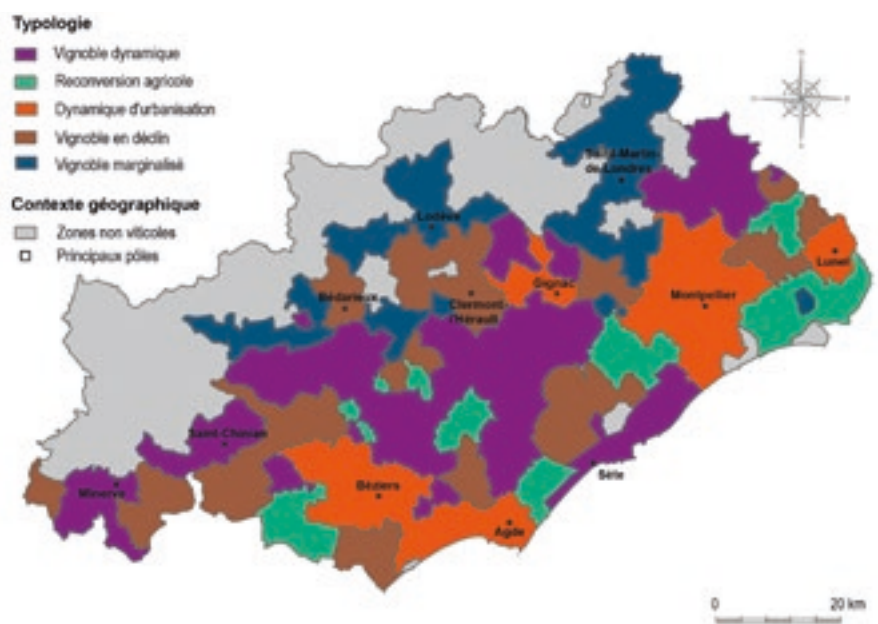 Typologie
Vignoble dynamique
Reconversion agricole
Dynamique d'urbanisation
Vignoble en déclin
Vignoble marginalisé
Contexte géographique
Zones non viticoles
Principaux pôles
Martin-
de-Londres
Lodève
Lunel
Gignac
Montpellier
Bédarieux
Clermont-
l'Hérault
Saint-Chinian
Minerve
Béziers
Sète
Agde
0 20 km